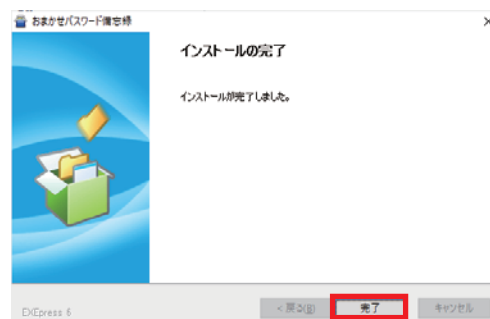 おまかせパスワード備忘録
インストールの完了
インストールが完了しました。
EXEpress 6
< 戻る(B)
完了
キャンセル